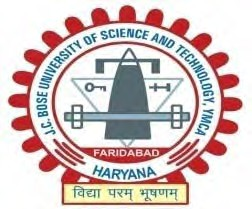 J.C. BOSE UNIVERSITY OF SCIENCE AND TECHNOLOGY, YMCA
FARIDABAD
HARYANA
विद्या परम् भूषणम्